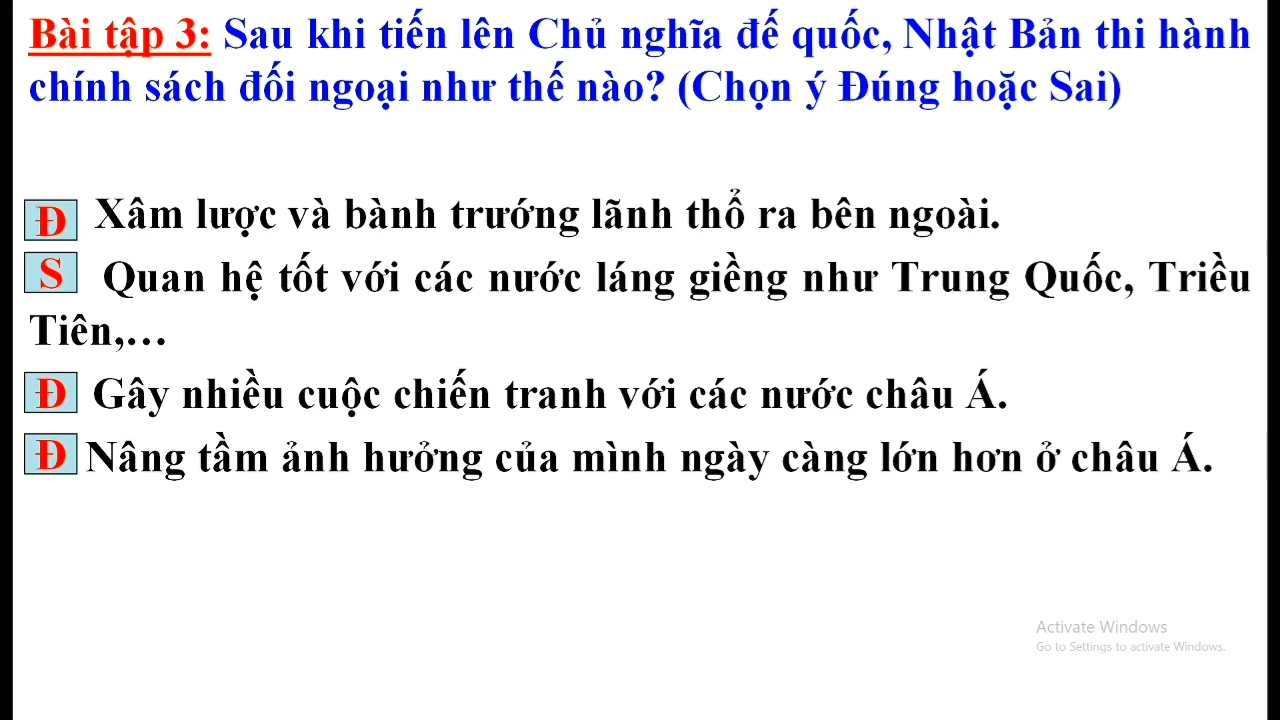 Bài tập 3: Sau khi tiến lên Chủ nghĩa đế quốc, Nhật Bản thi hành
chính sách đối ngoại như thế nào? (Chọn ý Đúng hoặc Sai)
Đ Xâm lược và bành trướng lãnh thổ ra bên ngoài.
S Quan hệ tốt với các nước láng giềng như Trung Quốc, Triều
Tiên,...
Đ Gây nhiều cuộc chiến tranh với các nước châu Á.
Đ Nâng tầm ảnh hưởng của mình ngày càng lớn hơn ở châu Á.
Activate Windows
Go to Settings to activate Windows.